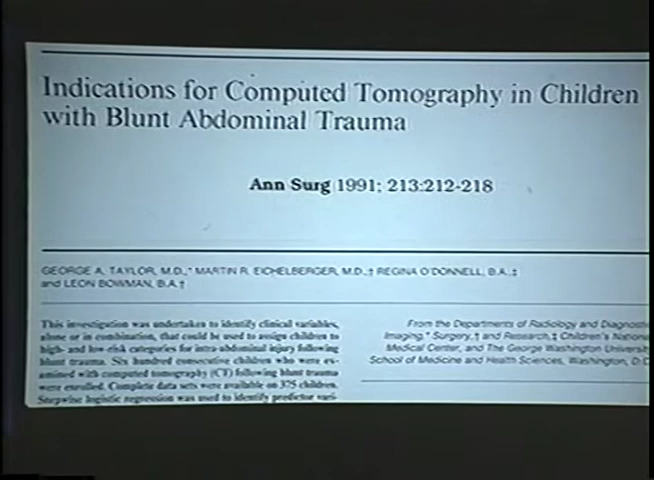 Indications for Computed Tomography in Children
with Blunt Abdominal Trauma
Ann Surg 1991; 213:212-218
GEORGE A. TAYLOR, M.D.,* MARTIN R. EICHELBERGER, M.D.,† REGINA O'DONNELL, B.A.,‡
and LEON BOWMAN, B.A.†
This investigation was undertaken to identify clinical variables,
alone or in combination, that could be used to assign children to
high- and low-risk categories for intra-abdominal injury following
blunt trauma. Six hundred consecutive children who were ex-
amined with computed tomography (CT) following blunt trauma
were enrolled. Complete data sets were available on 375 children.
Stepwise logistic regression was used to identify predictor vari-
From the Departments of Radiology and Diagnost
Imaging,* Surgery,† and Research,‡ Children's Nationa
Medical Center, and The George Washington Universit
School of Medicine and Health Sciences, Washington, D.C